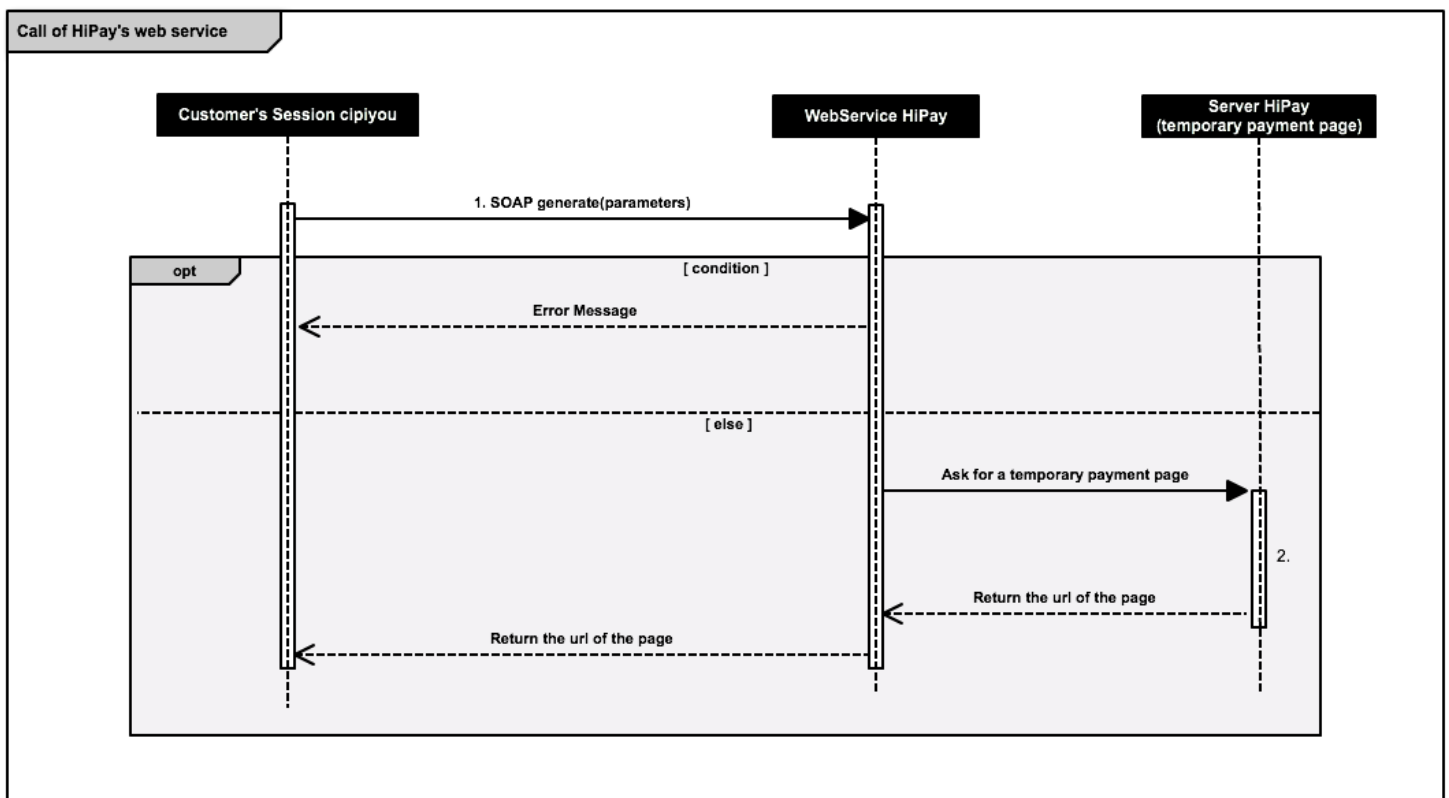 Call of HiPay's web service
Customer's Session cipiyou
WebService HiPay
Server HiPay
(temporary payment page)
1. SOAP generate(parameters)
opt
[ condition ]
Error Message
[ else ]
Ask for a temporary payment page
2.
Return the url of the page
Return the url of the page